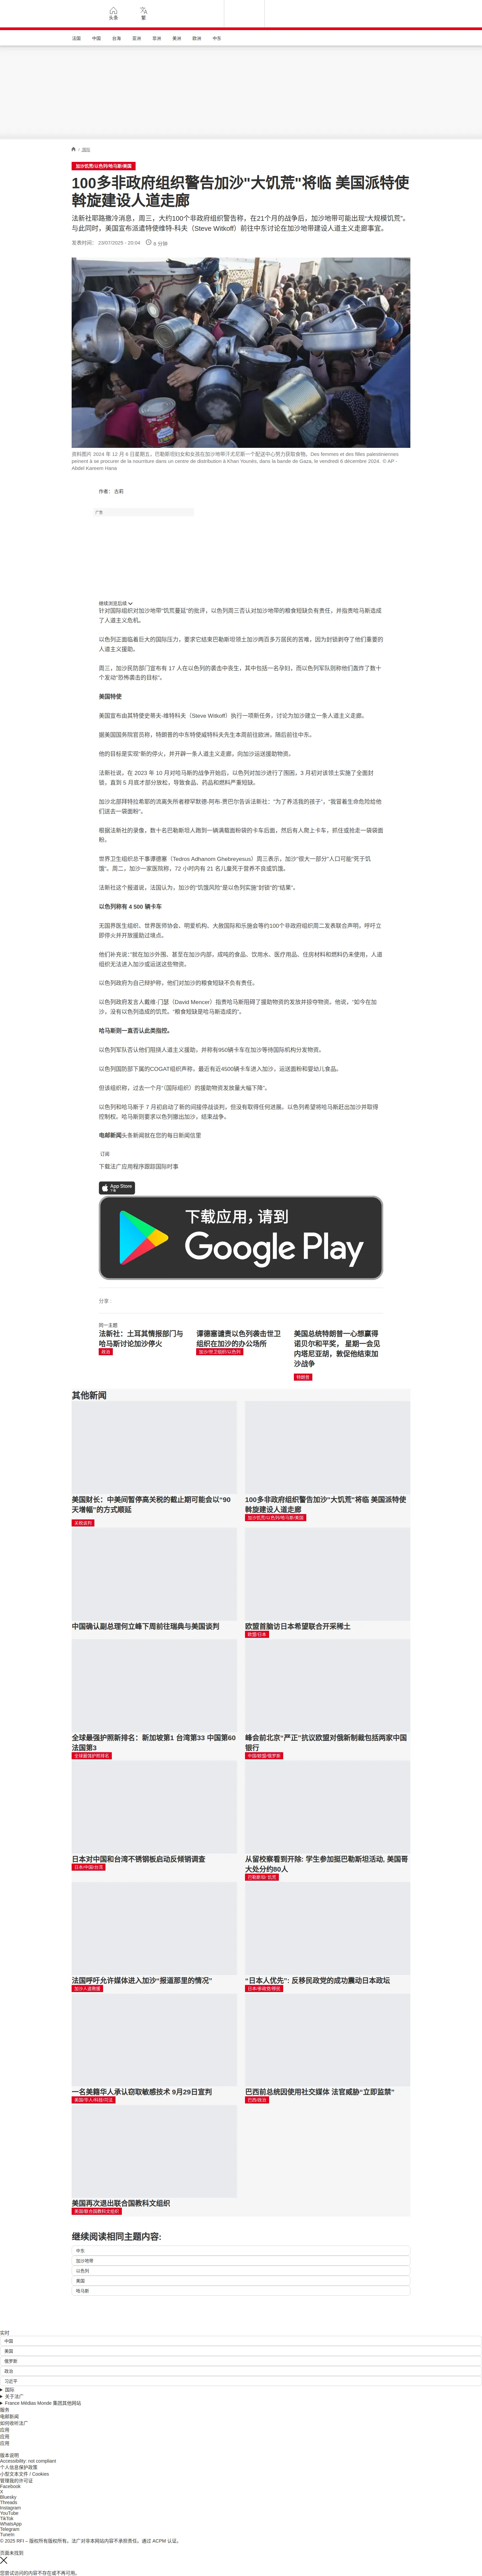 头条
繁
法国
中国
台海
亚洲
非洲
美洲
欧洲
中东
/ 国际
加沙饥荒/以色列/哈马斯/美国
100多非政府组织警告加沙"大饥荒"将临 美国派特使
斡旋建设人道走廊
法新社耶路撒冷消息，周三，大约100个非政府组织警告称，在21个月的战争后，加沙地带可能出现“大规模饥荒”。
与此同时，美国宣布派遣特使维特-科夫（Steve Witkoff）前往中东讨论在加沙地带建设人道主义走廊事宜。
发表时间： 23/07/2025 - 20:04
6 分钟
资料图片 2024 年 12 月 6 日星期五，巴勒斯坦妇女和女孩在加沙地带汗尤尼斯一个配送中心努力获取食物。Des femmes et des filles palestiniennes
peinent à se procurer de la nourriture dans un centre de distribution à Khan Younès, dans la bande de Gaza, le vendredi 6 décembre 2024. © AP -
Abdel Kareem Hana
作者： 古莉
广告
继续浏览后续
针对国际组织对加沙地带“饥荒蔓延”的批评，以色列周三否认对加沙地带的粮食短缺负有责任，并指责哈马斯造成
了人道主义危机。
以色列正面临着巨大的国际压力，要求它结束巴勒斯坦领土加沙两百多万居民的苦难，因为封锁剥夺了他们重要的
人道主义援助。
周三，加沙民防部门宣布有 17 人在以色列的袭击中丧生，其中包括一名孕妇，而以色列军队则称他们轰炸了数十
个发动“恐怖袭击的目标”。
美国特使
美国宣布由其特使史蒂夫-维特科夫（Steve Witkoff）执行一项新任务，讨论为加沙建立一条人道主义走廊。
据美国国务院官员称，特朗普的中东特使威特科夫先生本周前往欧洲，随后前往中东。
他的目标是实现“新的停火，并开辟一条人道主义走廊，向加沙运送援助物资。
法新社说，在 2023 年 10 月对哈马斯的战争开始后，以色列对加沙进行了围困，3 月初对该领土实施了全面封
锁，直到 5 月底才部分放松，导致食品、药品和燃料严重短缺。
加沙北部拜特拉希耶的流离失所者穆罕默德-阿布-贾巴尔告诉法新社：“为了养活我的孩子”，“我冒着生命危险给他
们送去一袋面粉”。
根据法新社的录像，数十名巴勒斯坦人跑到一辆满载面粉袋的卡车后面，然后有人爬上卡车，抓住或抢走一袋袋面
粉。
世界卫生组织总干事谭德塞（Tedros Adhanom Ghebreyesus）周三表示，加沙“很大一部分”人口可能“死于饥
饿”。周二，加沙一家医院称，72 小时内有 21 名儿童死于营养不良或饥饿。
法新社这个报道说，法国认为，加沙的“饥饿风险”是以色列实施“封锁”的“结果”。
以色列称有 4 500 辆卡车
无国界医生组织、世界医师协会、明爱机构、大赦国际和乐施会等约100个非政府组织周二发表联合声明，呼吁立
即停火并开放援助过境点。
他们补充说：“就在加沙外围、甚至在加沙内部，成吨的食品、饮用水、医疗用品、住房材料和燃料仍未使用，人道
组织无法进入加沙或运送这些物资。
以色列政府为自己辩护称，他们对加沙的粮食短缺不负有责任。
以色列政府发言人戴维·门瑟（David Mencer）指责哈马斯阻碍了援助物资的发放并掠夺物资。他说，“如今在加
沙，没有以色列造成的饥荒。”粮食短缺是哈马斯造成的”。
哈马斯则一直否认此类指控。
以色列军队否认他们阻挠人道主义援助，并称有950辆卡车在加沙等待国际机构分发物资。
以色列国防部下属的COGAT组织声称，最近有近4500辆卡车进入加沙，运送面粉和婴幼儿食品。
但该组织称，过去一个月“（国际组织）的援助物资发放量大幅下降”。
以色列和哈马斯于 7 月初启动了新的间接停战谈判，但没有取得任何进展。以色列希望将哈马斯赶出加沙并取得
控制权。哈马斯则要求以色列撤出加沙，结束战争。
电邮新闻头条新闻就在您的每日新闻信里
订阅
下载法广应用程序跟踪国际时事
App Store
下载应用，请到
Google Play
分享 :
同一主题
法新社：土耳其情报部门与
哈马斯讨论加沙停火
政治
谭德塞谴责以色列袭击世卫
组织在加沙的办公场所
加沙/世卫组织/以色列
美国总统特朗普一心想赢得
诺贝尔和平奖， 星期一会见
内塔尼亚胡，敦促他结束加
沙战争
特朗普
其他新闻
美国财长：中美间暂停高关税的截止期可能会以“90
天增幅”的方式顺延
关税谈判
100多非政府组织警告加沙"大饥荒"将临 美国派特使
斡旋建设人道走廊
加沙饥荒/以色列/哈马斯/美国
中国确认副总理何立峰下周前往瑞典与美国谈判
欧盟首脑访日本希望联合开采稀土
欧盟/日本
全球最强护照新排名：新加坡第1 台湾第33 中国第60
法国第3
全球最强护照排名
峰会前北京“严正”抗议欧盟对俄新制裁包括两家中国
银行
中国/欧盟/俄罗斯
日本对中国和台湾不锈钢板启动反倾销调查
日本/中国/台湾
从留校察看到开除: 学生参加挺巴勒斯坦活动, 美国哥
大处分约80人
巴勒斯坦/ 饥荒
法国呼吁允许媒体进入加沙“报道那里的情况”
加沙人道救援
“日本人优先”: 反移民政党的成功震动日本政坛
日本/参政党/移民
一名美籍华人承认窃取敏感技术 9月29日宣判
美国/华人/科技/司法
巴西前总统因使用社交媒体 法官威胁“立即监禁”
巴西/政治
美国再次退出联合国教科文组织
美国/联合国教科文组织
继续阅读相同主题内容:
中东
加沙地带
以色列
美国
哈马斯
实时
中国
美国
俄罗斯
政治
习近平
国际
关于法广
France Médias Monde 集团其他网站
服务
电邮新闻
如何收听法广
应用
应用
应用
版本说明
Accessibility: not compliant
个人信息保护政策
小型文本文件 / Cookies
管理我的许可证
Facebook
X
Bluesky
Threads
Instagram
YouTube
TikTok
WhatsApp
Telegram
TuneIn
© 2025 RFI – 版权所有版权所有。法广对非本网站内容不承担责任。通过 ACPM 认证。
页面未找到
您尝试访问的内容不存在或不再可用。